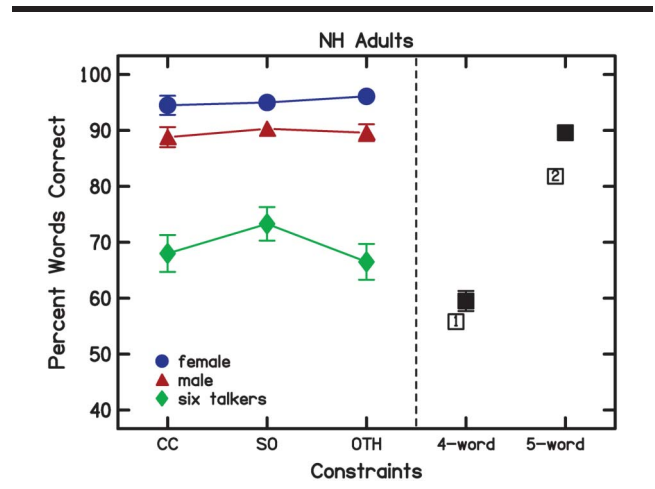 NH Adults
Percent Words Correct
100
90
80
70
60
50
40
female
male
six talkers
1
2
CC SO OTH 4-word 5-word
Constraints